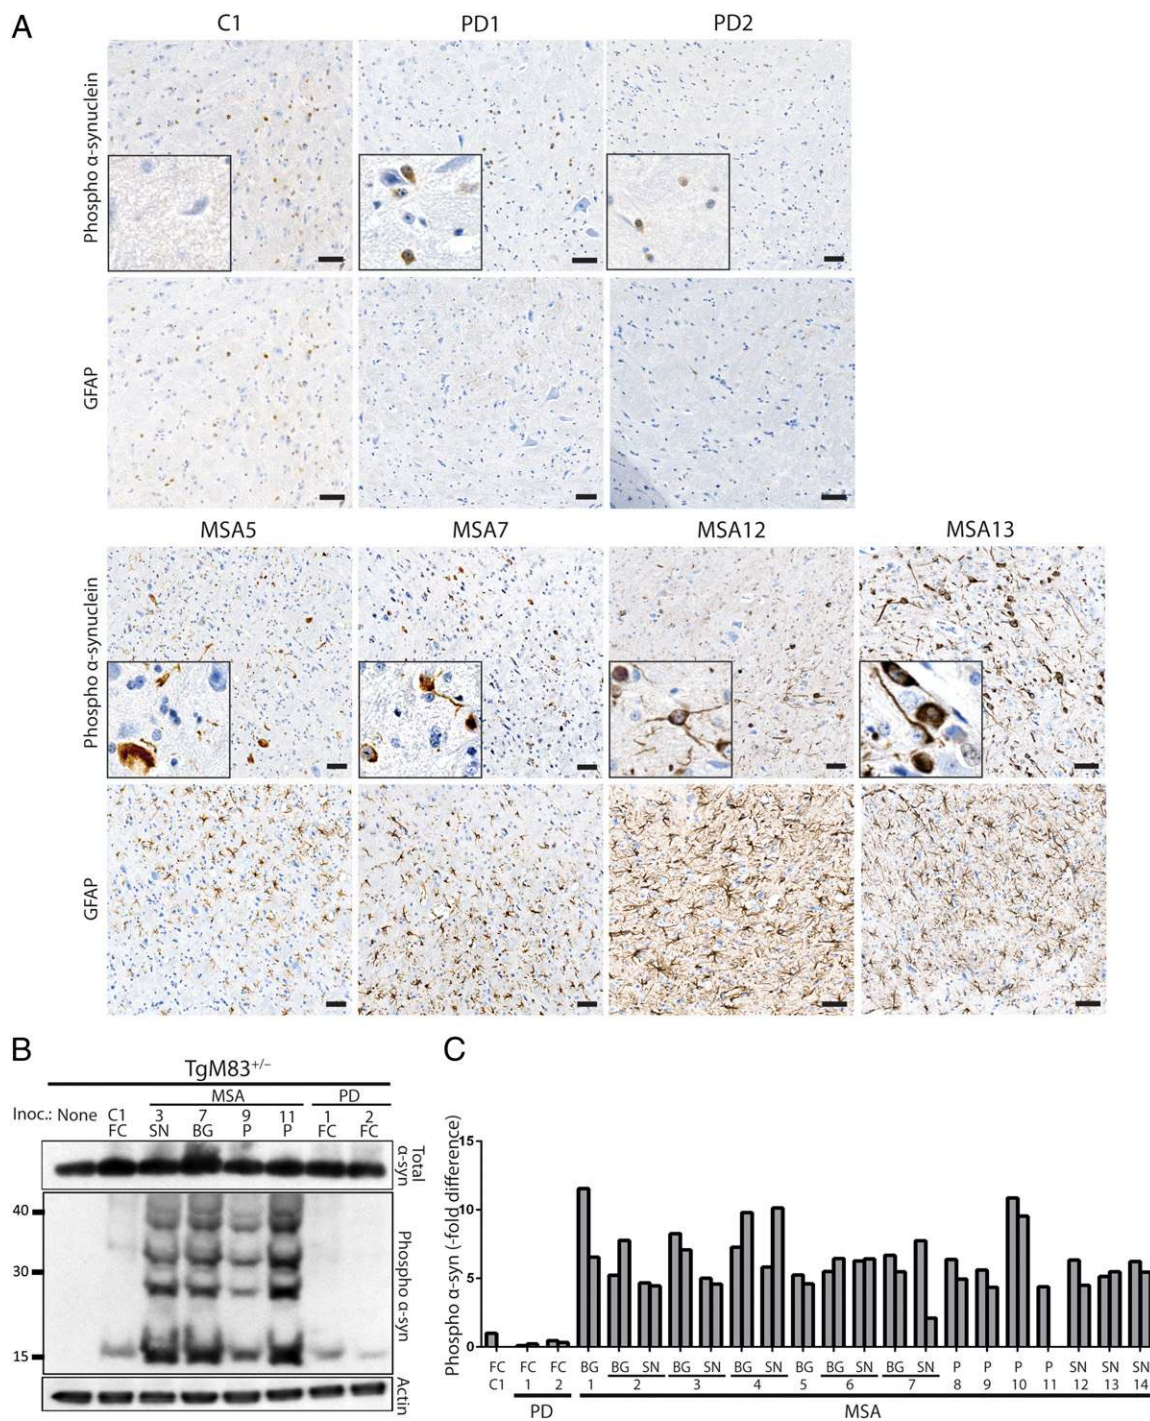 A
C1 PD1 PD2
Phospho α-synuclein
GFAP
MSA5 MSA7 MSA12 MSA13
Phospho α-synuclein
GFAP
B
TgM83+/–
MSA PD
Inoc.: None C1 3 7 9 11 1 2
FC SN BG P P FC FC
Total α-syn
40
30
15
Phospho α-syn
Actin
C
Phospho α-syn (-fold difference)
15
10
5
0
FC FC FC BG BG SN BG SN BG SN BG BG SN BG SN P P P P SN SN SN
C1 1 2 1 2 3 4 5 6 7 8 9 10 11 12 13 14
PD MSA